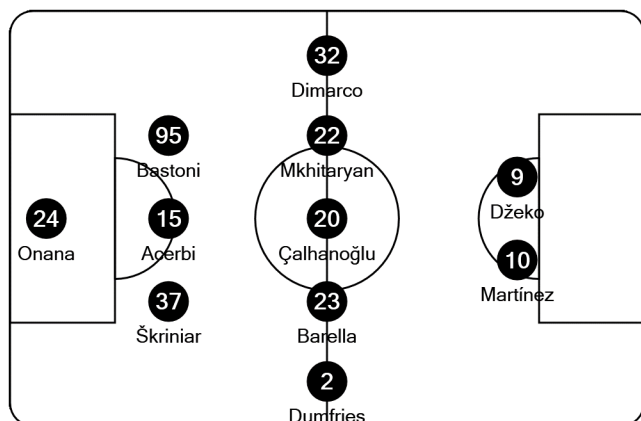 32
Dimarco
95
Bastoni
22
Mkhitaryan
9
Džeko
24
Onana
15
Acerbi
20
Çalhanoğlu
10
Martínez
37
Škriniar
23
Barella
2
Dumfries